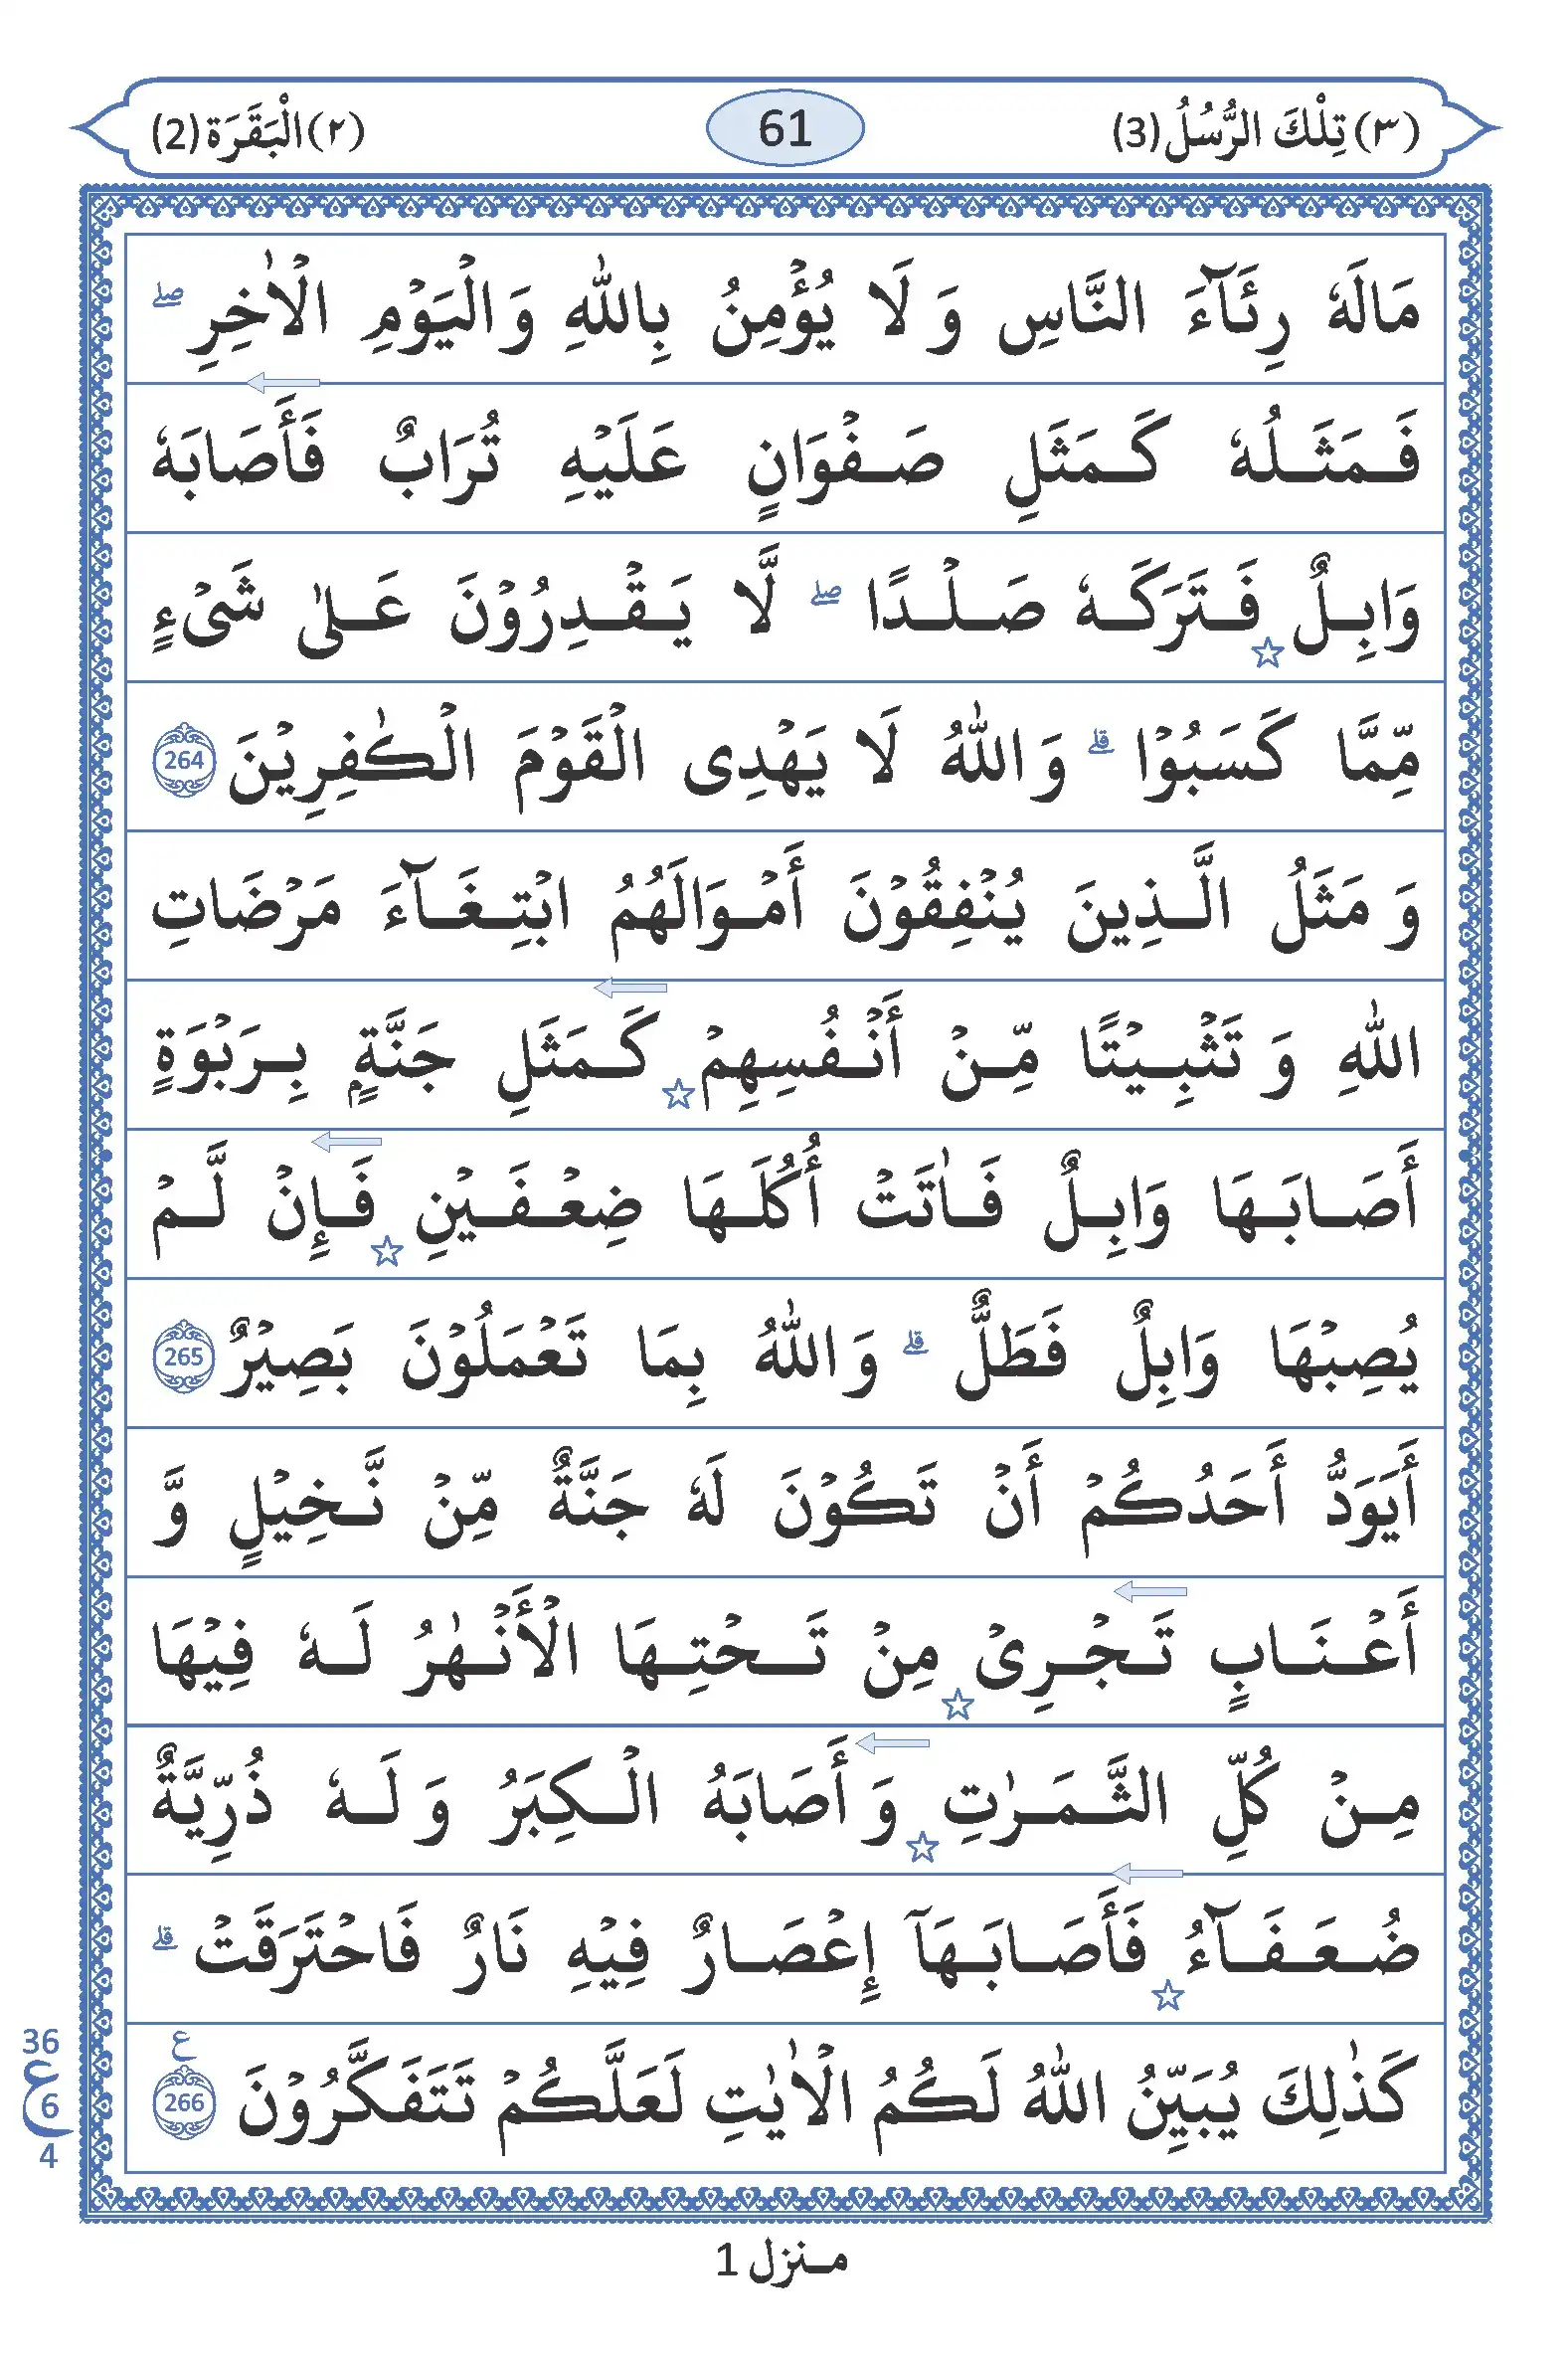 (٣) تِلْكَ الرُّسُلُ (3) 61 (٢) الْبَقَرَة (2)
مَالَهٗ رِئَآءَ النَّاسِ وَ لَا يُؤْمِنُ بِاللّٰهِ وَ الْيَوْمِ الْاٰخِرِ ۖ
فَمَثَلُهٗ كَمَثَلِ صَفْوَانٍ عَلَيْهِ تُرَابٌ فَأَصَابَهٗ
وَابِلٌ ☆ فَتَرَكَهٗ صَلْدًا ۖ لَّا يَقْدِرُوْنَ عَلٰى شَىْءٍ
مِّمَّا كَسَبُوْا ۗ وَ اللّٰهُ لَا يَهْدِى الْقَوْمَ الْكٰفِرِيْنَ 264
وَ مَثَلُ الَّذِينَ يُنْفِقُوْنَ أَمْوَالَهُمُ ابْتِغَآءَ مَرْضَاتِ
اللّٰهِ وَ تَثْبِيْتًا مِّنْ أَنْفُسِهِمْ ☆ كَمَثَلِ جَنَّةٍۭ بِرَبْوَةٍ
أَصَابَهَا وَابِلٌ فَاٰتَتْ أُكُلَهَا ضِعْفَيْنِ ☆ فَإِنْ لَّمْ
يُصِبْهَا وَابِلٌ فَطَلٌّ ۗ وَ اللّٰهُ بِمَا تَعْمَلُوْنَ بَصِيْرٌ 265
أَيَوَدُّ أَحَدُكُمْ أَنْ تَكُوْنَ لَهٗ جَنَّةٌ مِّنْ نَّخِيْلٍ وَّ
أَعْنَابٍ تَجْرِىْ ☆ مِنْ تَحْتِهَا الْأَنْهٰرُ لَهٗ فِيْهَا
مِنْ كُلِّ الثَّمَرٰتِ ☆ وَ أَصَابَهُ الْكِبَرُ وَ لَهٗ ذُرِّيَّةٌ
ضُعَفَآءُ ☆ فَأَصَابَهَآ إِعْصَارٌ فِيْهِ نَارٌ فَاحْتَرَقَتْ ۗ
كَذٰلِكَ يُبَيِّنُ اللّٰهُ لَكُمُ الْاٰيٰتِ لَعَلَّكُمْ تَتَفَكَّرُوْنَ 266 ع
36
ع 6
4
مـنزل 1